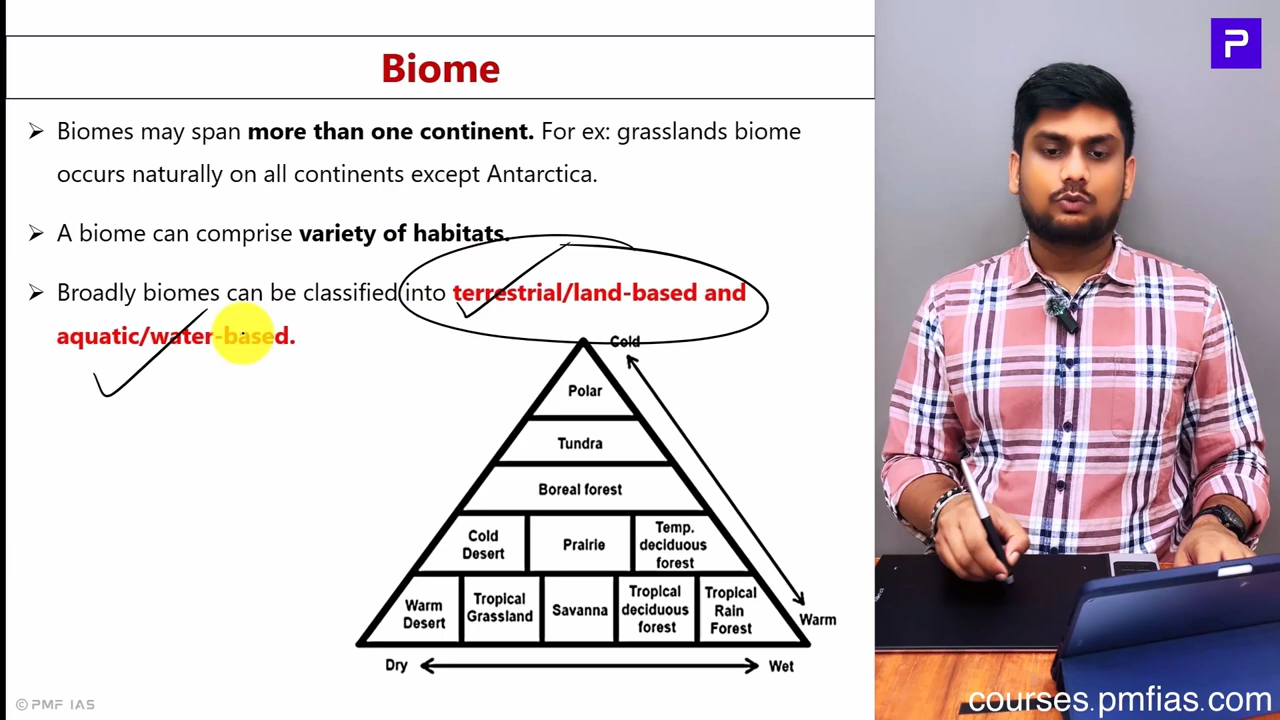 Biome
➢ Biomes may span more than one continent. For ex: grasslands biome
occurs naturally on all continents except Antarctica.
➢ A biome can comprise variety of habitats.
➢ Broadly biomes can be classified into terrestrial/land-based and
aquatic/water-based.
Cold
Polar
Tundra
Boreal forest
Cold
Desert
Prairie
Temp.
deciduous
forest
Warm
Desert
Tropical
Grassland
Savanna
Tropical
deciduous
forest
Tropical
Rain
Forest
Warm
Dry
Wet
© PMF IAS
P
courses.pmfias.com